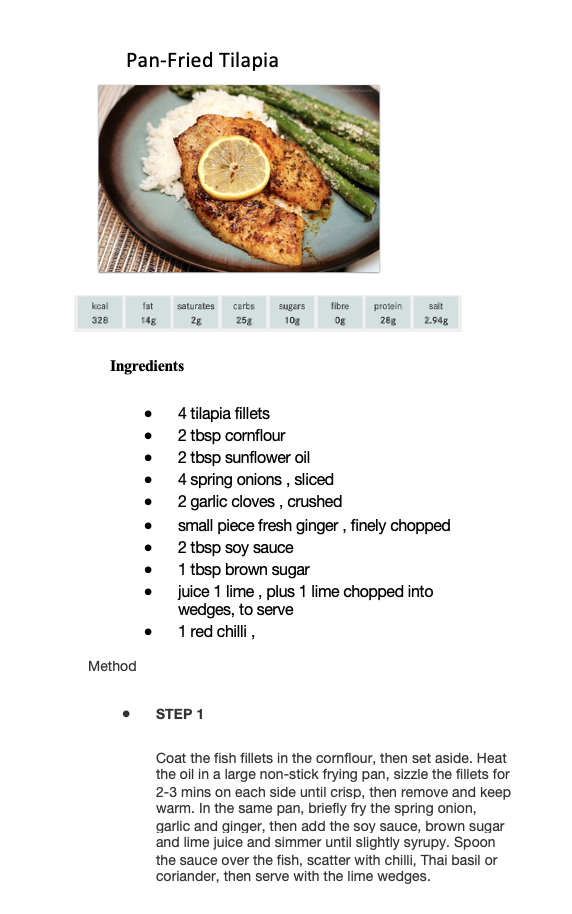 Pan-Fried Tilapia
kcal fat saturates carbs sugars fibre protein salt
328 14g 2g 25g 10g 0g 28g 2.94g
Ingredients
• 4 tilapia fillets
• 2 tbsp cornflour
• 2 tbsp sunflower oil
• 4 spring onions , sliced
• 2 garlic cloves , crushed
• small piece fresh ginger , finely chopped
• 2 tbsp soy sauce
• 1 tbsp brown sugar
• juice 1 lime , plus 1 lime chopped into
wedges, to serve
• 1 red chilli ,
Method
• STEP 1
Coat the fish fillets in the cornflour, then set aside. Heat
the oil in a large non-stick frying pan, sizzle the fillets for
2-3 mins on each side until crisp, then remove and keep
warm. In the same pan, briefly fry the spring onion,
garlic and ginger, then add the soy sauce, brown sugar
and lime juice and simmer until slightly syrupy. Spoon
the sauce over the fish, scatter with chilli, Thai basil or
coriander, then serve with the lime wedges.